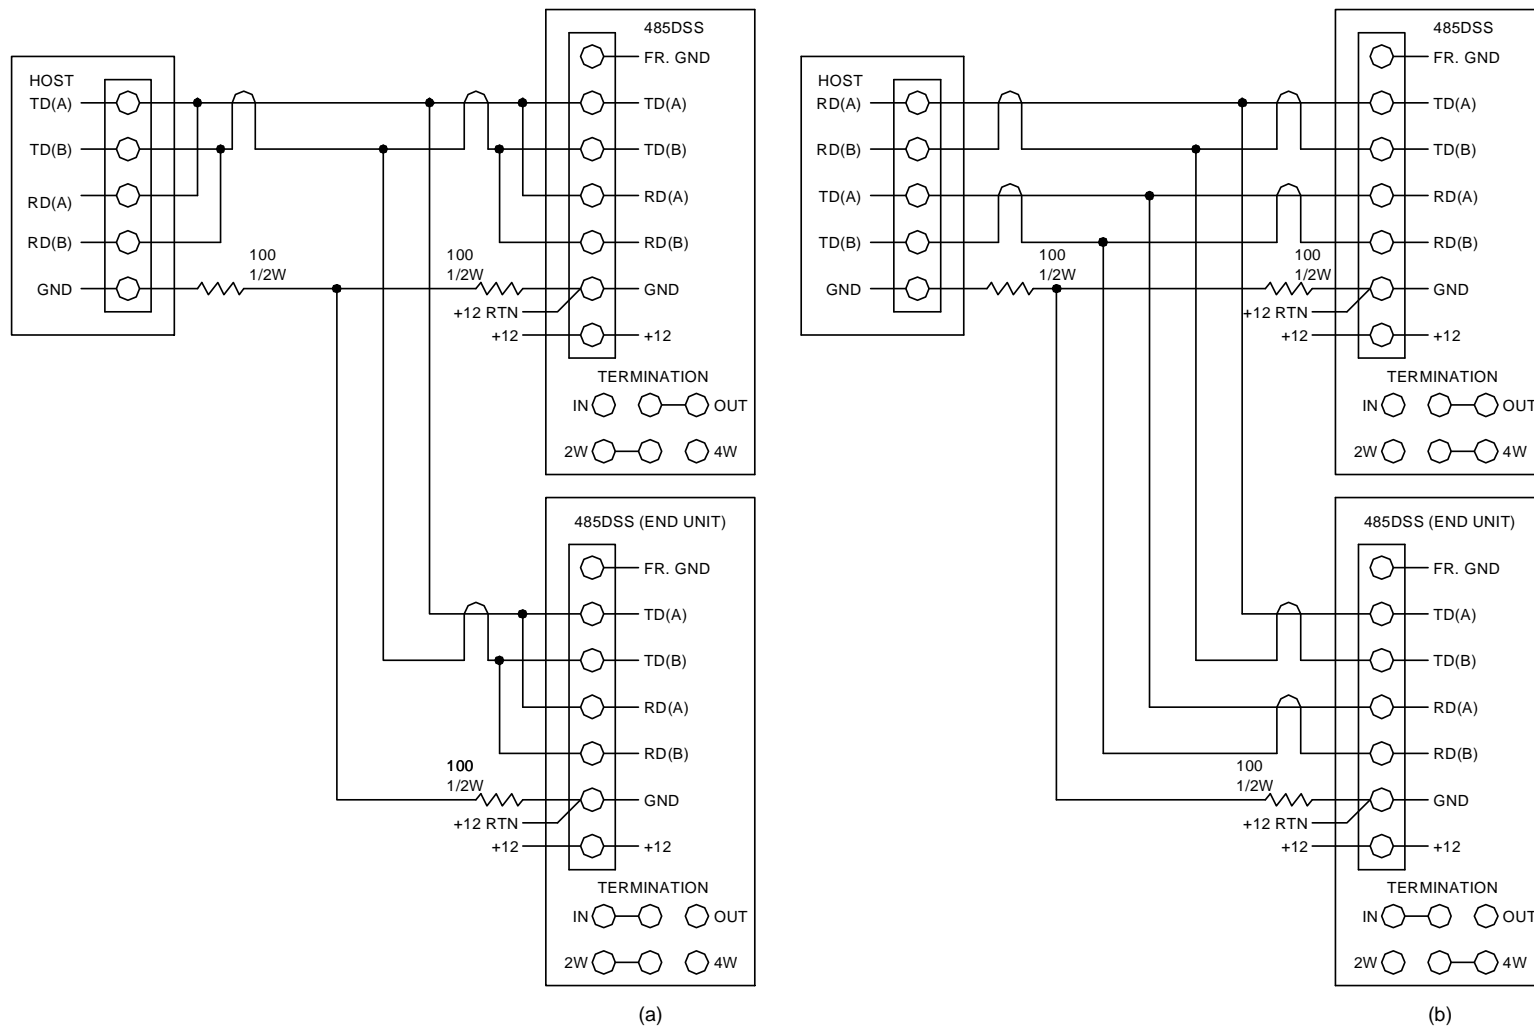 485DSS
FR. GND
HOST
TD(A)
TD(A)
TD(B)
TD(B)
RD(A)
RD(A)
RD(B)
RD(B)
100
1/2W
100
1/2W
GND
GND
+12 RTN
+12
+12
TERMINATION
IN
OUT
2W
4W
485DSS (END UNIT)
FR. GND
TD(A)
TD(B)
RD(A)
RD(B)
100
1/2W
GND
+12 RTN
+12
+12
TERMINATION
IN
OUT
2W
4W
(a)
485DSS
FR. GND
HOST
RD(A)
TD(A)
RD(B)
TD(B)
TD(A)
RD(A)
TD(B)
RD(B)
100
1/2W
100
1/2W
GND
GND
+12 RTN
+12
+12
TERMINATION
IN
OUT
2W
4W
485DSS (END UNIT)
FR. GND
TD(A)
TD(B)
RD(A)
RD(B)
100
1/2W
GND
+12 RTN
+12
+12
TERMINATION
IN
OUT
2W
4W
(b)